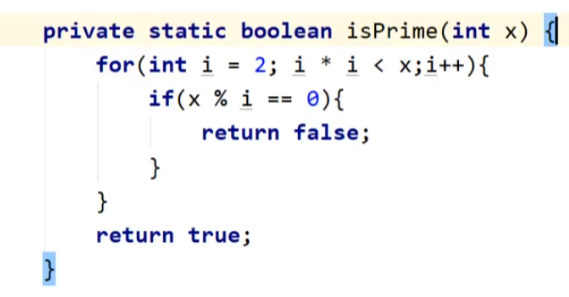 private static boolean isPrime(int x) {
for(int i = 2; i * i < x;i++){
if(x % i == 0){
return false;
}
}
return true;
}